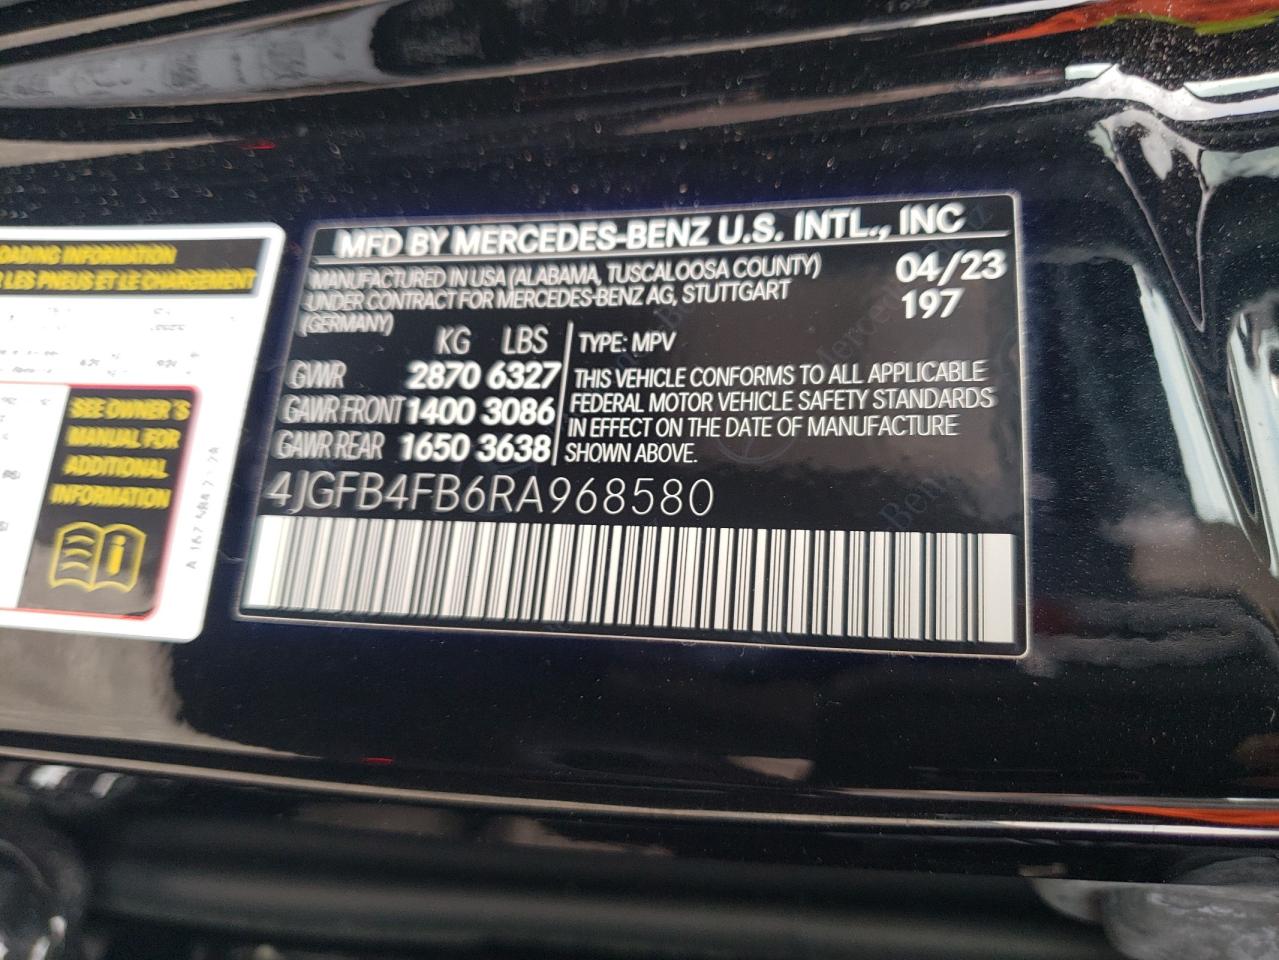 MFD BY MERCEDES-BENZ U.S. INTL., INC
MANUFACTURED IN USA (ALABAMA, TUSCALOOSA COUNTY)
UNDER CONTRACT FOR MERCEDES-BENZ AG, STUTTGART
(GERMANY)
04/23
197
KG LBS
GVWR 2870 6327
GAWR FRONT 1400 3086
GAWR REAR 1650 3638
TYPE: MPV
THIS VEHICLE CONFORMS TO ALL APPLICABLE
FEDERAL MOTOR VEHICLE SAFETY STANDARDS
IN EFFECT ON THE DATE OF MANUFACTURE
SHOWN ABOVE.
4JGFB4FB6RA968580
LOADING INFORMATION
LES PNEUS ET LE CHARGEMENT
SEE OWNER'S
MANUAL FOR
ADDITIONAL
INFORMATION